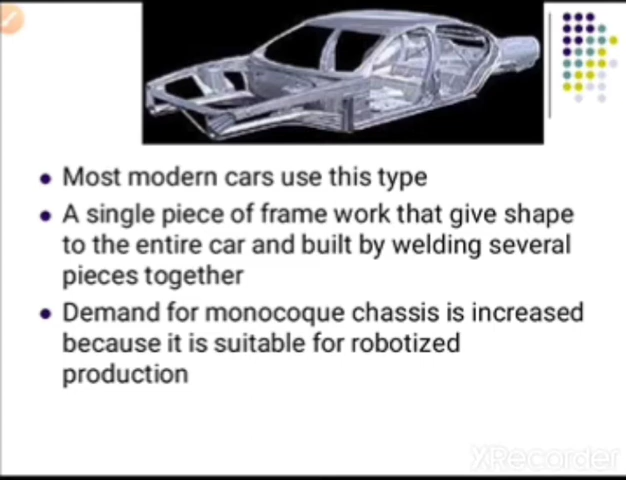 Most modern cars use this type
A single piece of frame work that give shape
to the entire car and built by welding several
pieces together
Demand for monocoque chassis is increased
because it is suitable for robotized
production
XRecorder